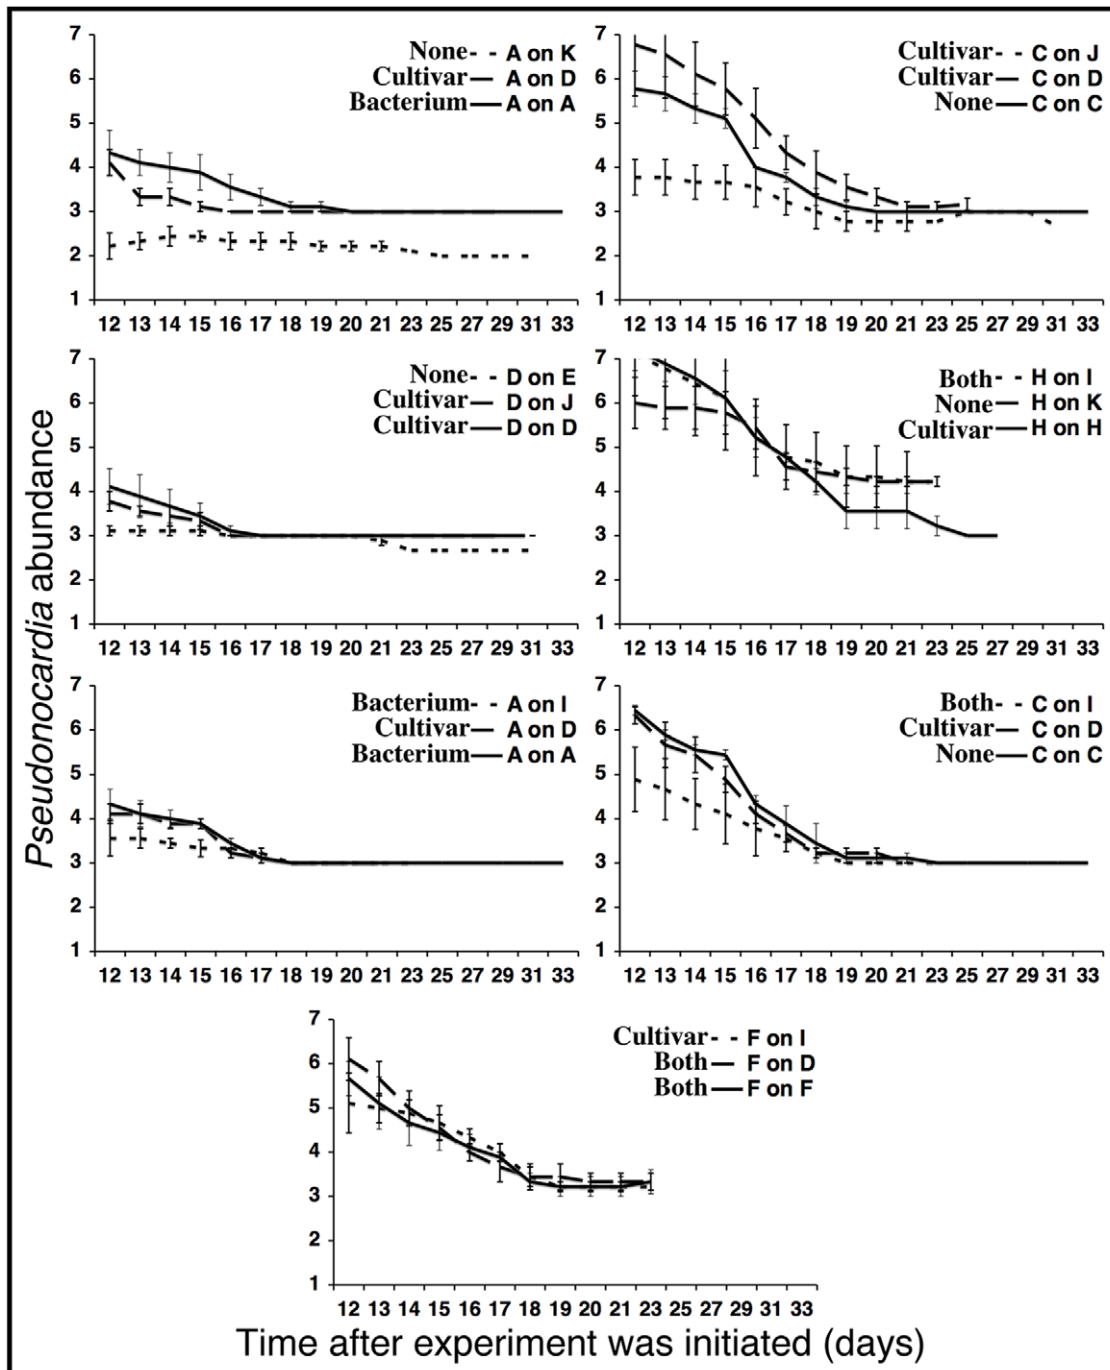 7
6
5
4
3
2
1
None - - A on K
Cultivar — A on D
Bacterium — A on A
12 13 14 15 16 17 18 19 20 21 23 25 27 29 31 33
7
6
5
4
3
2
1
Cultivar - - C on J
Cultivar — C on D
None — C on C
12 13 14 15 16 17 18 19 20 21 23 25 27 29 31 33
7
6
5
4
3
2
1
None - - D on E
Cultivar — D on J
Cultivar — D on D
12 13 14 15 16 17 18 19 20 21 23 25 27 29 31 33
7
6
5
4
3
2
1
Both - - H on I
None — H on K
Cultivar — H on H
12 13 14 15 16 17 18 19 20 21 23 25 27 29 31 33
Pseudonocardia abundance
7
6
5
4
3
2
1
Bacterium - - A on I
Cultivar — A on D
Bacterium — A on A
12 13 14 15 16 17 18 19 20 21 23 25 27 29 31 33
7
6
5
4
3
2
1
Both - - C on I
Cultivar — C on D
None — C on C
12 13 14 15 16 17 18 19 20 21 23 25 27 29 31 33
7
6
5
4
3
2
1
Cultivar - - F on I
Both — F on D
Both — F on F
12 13 14 15 16 17 18 19 20 21 23 25 27 29 31 33
Time after experiment was initiated (days)